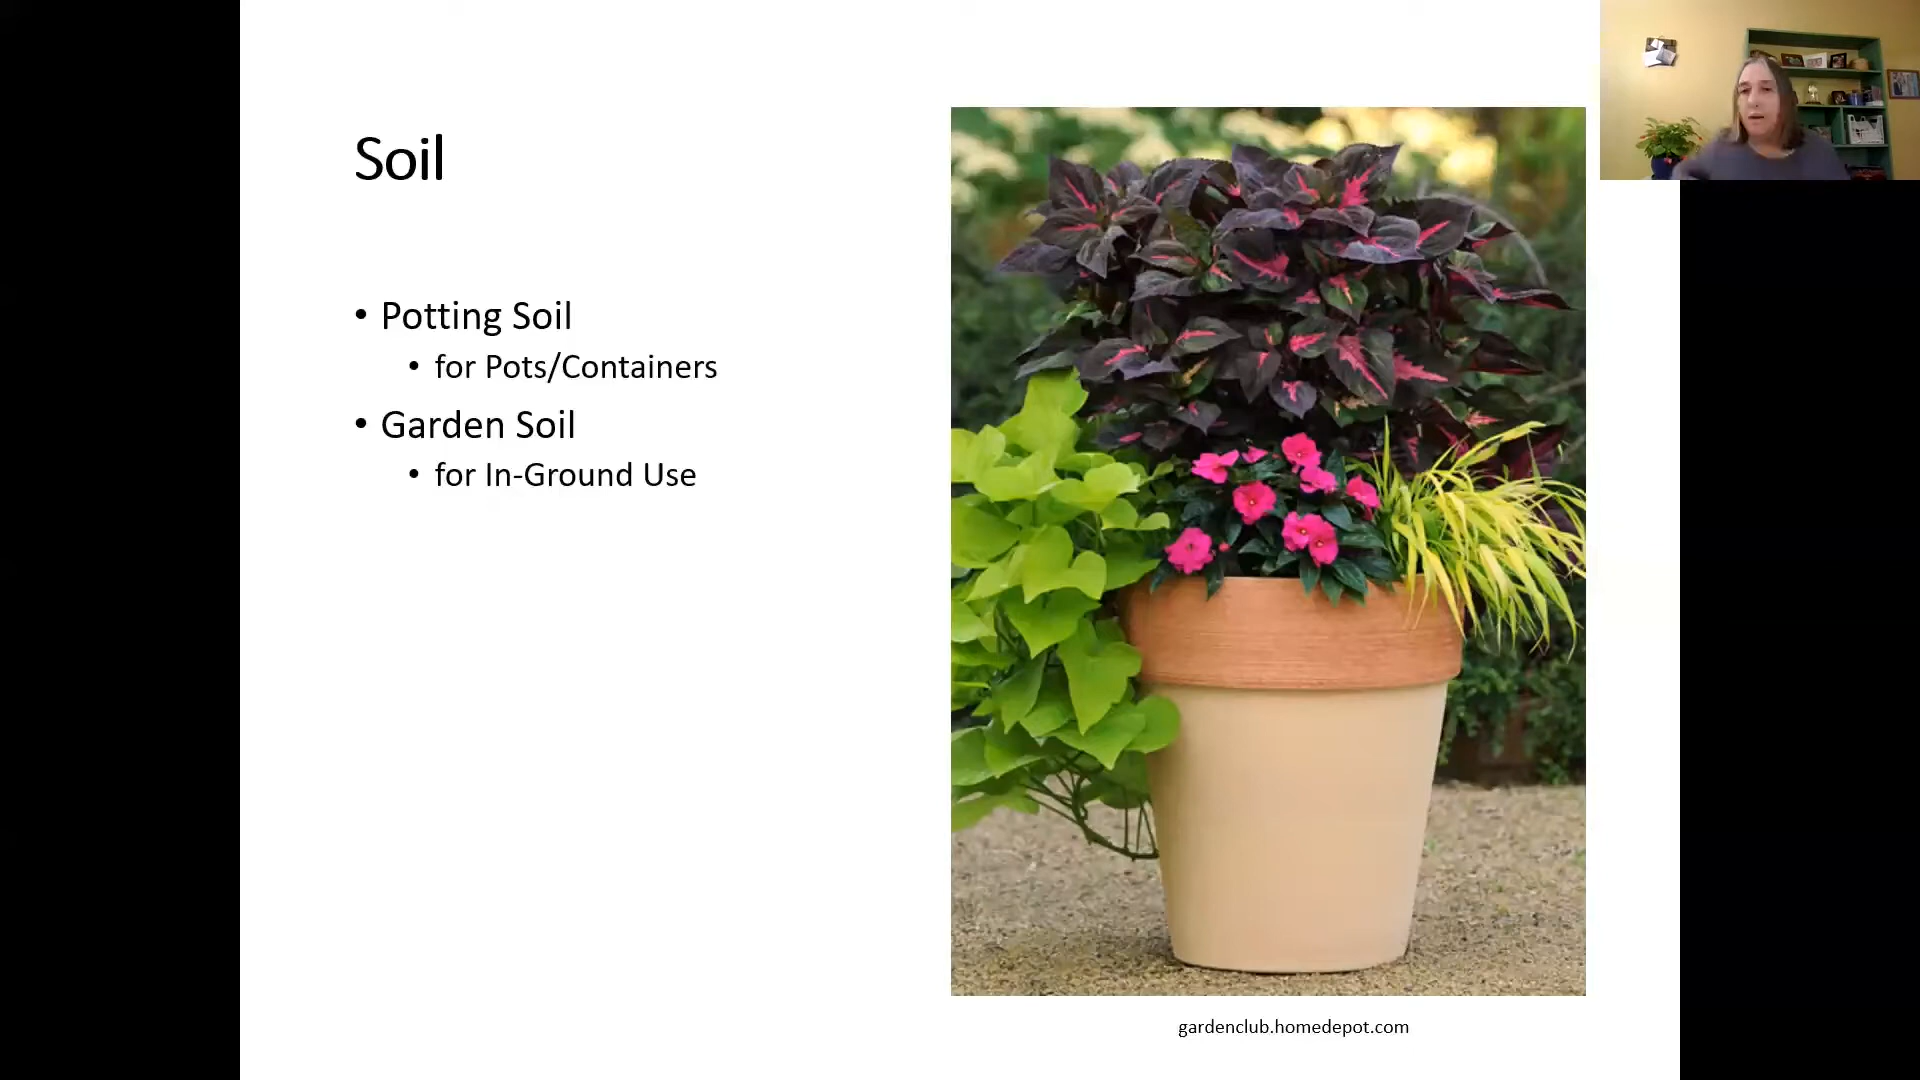 Soil
• Potting Soil
• for Pots/Containers
• Garden Soil
• for In-Ground Use
gardenclub.homedepot.com